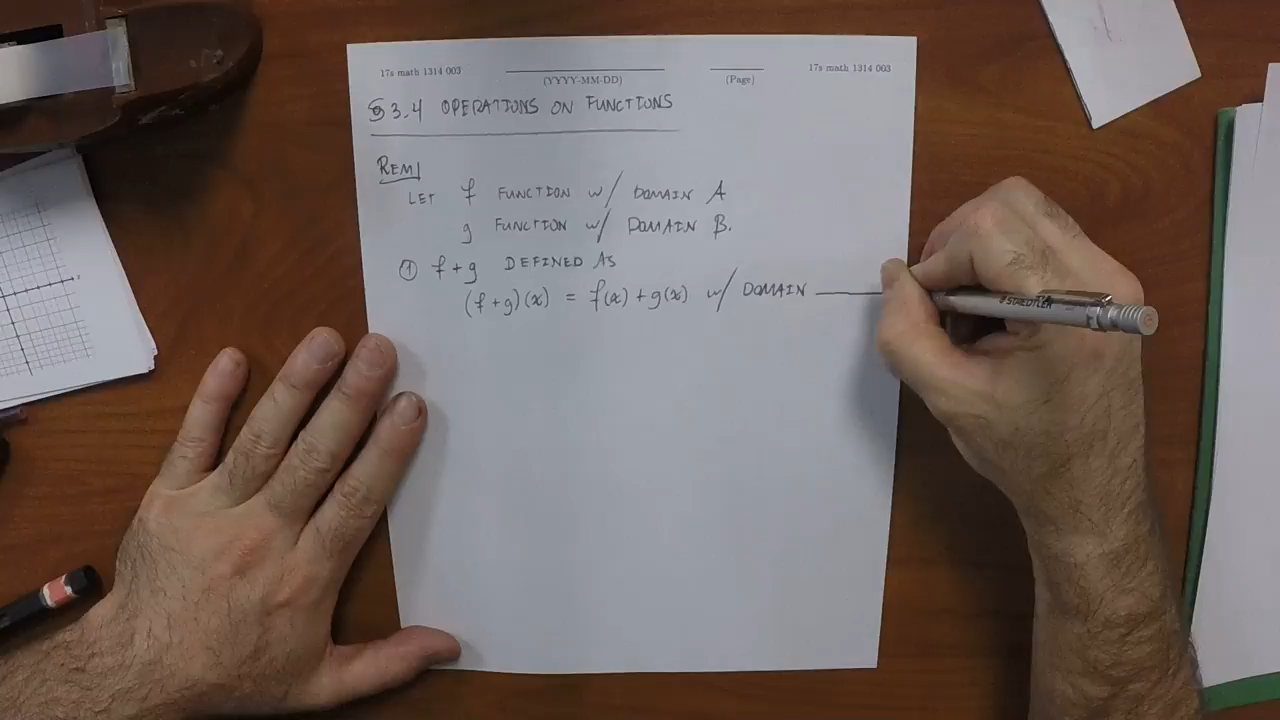 17s math 1314 003 (YYYY-MM-DD) (Page) 17s math 1314 003
§3.4 OPERATIONS ON FUNCTIONS
REM
LET f FUNCTION w/ DOMAIN A
g FUNCTION w/ DOMAIN B.
① f+g DEFINED AS
(f+g)(x) = f(x) + g(x) w/ DOMAIN
STAEDTLER